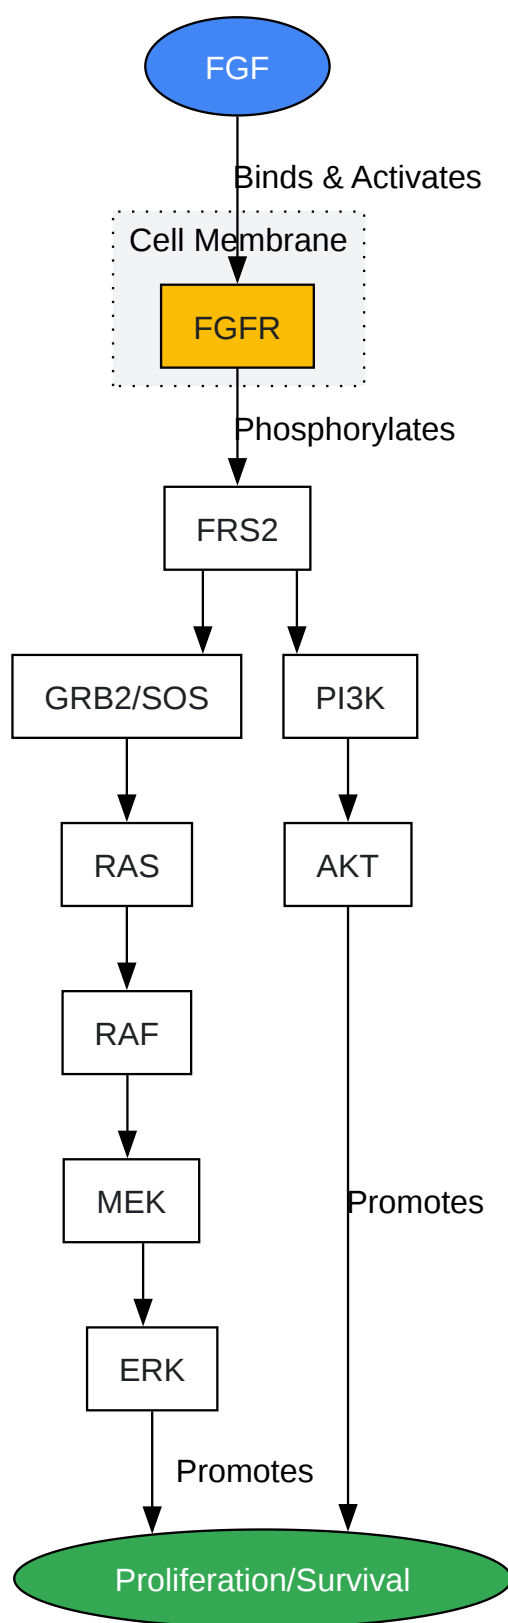 FGF
Binds & Activates
Cell Membrane
FGFR
Phosphorylates
FRS2
GRB2/SOS
PI3K
RAS
AKT
RAF
MEK
Promotes
ERK
Promotes
Proliferation/Survival